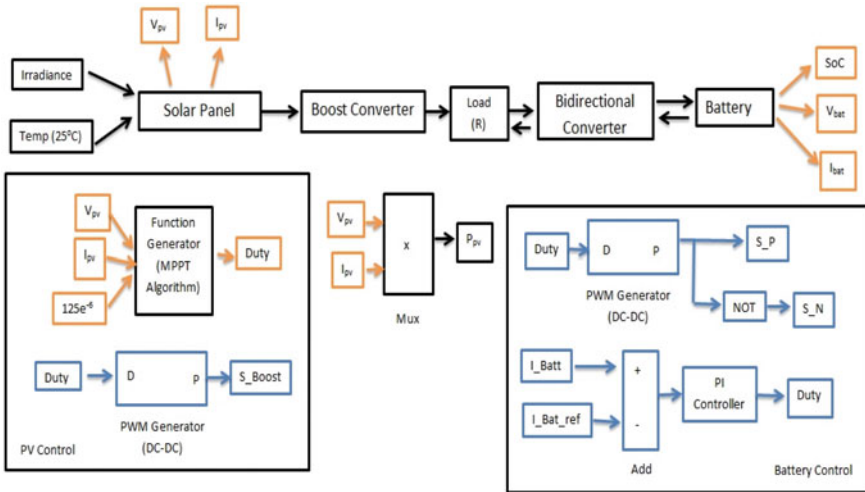 Vpv
Ipv
Irradiance
Temp (25°C)
Solar Panel
Boost Converter
Load
(R)
Bidirectional
Converter
Battery
SoC
Vbat
Ibat
Vpv
Ipv
125e⁻⁶
Function
Generator
(MPPT
Algorithm)
Duty
Duty
D
P
S_Boost
PWM Generator
(DC-DC)
PV Control
Vpv
Ipv
x
Ppv
Mux
Duty
D
P
S_P
PWM Generator
(DC-DC)
NOT
S_N
I_Batt
I_Bat_ref
+
-
PI
Controller
Duty
Add
Battery Control